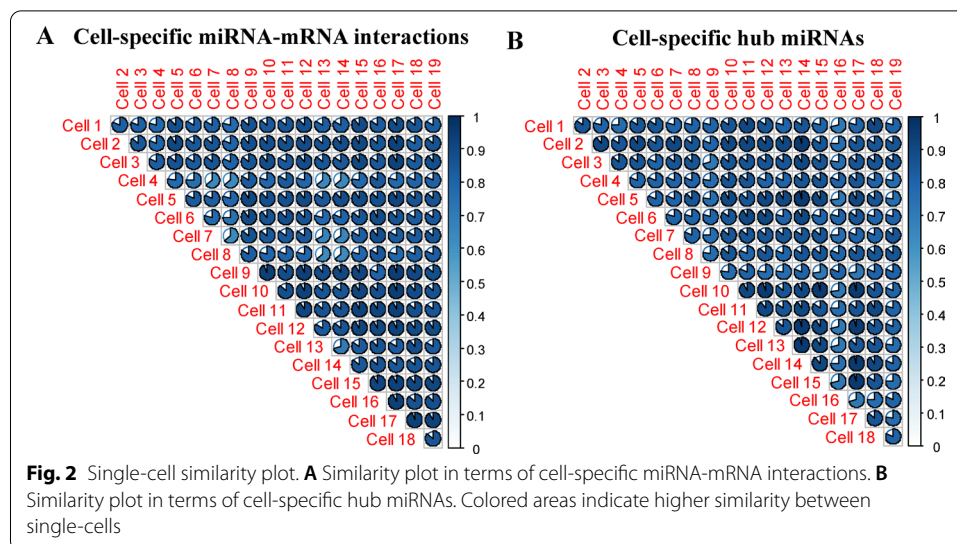 A Cell-specific miRNA-mRNA interactions
Cell 2
Cell 3
Cell 4
Cell 5
Cell 6
Cell 7
Cell 8
Cell 9
Cell 10
Cell 11
Cell 12
Cell 13
Cell 14
Cell 15
Cell 16
Cell 17
Cell 18
Cell 19
Cell 1
Cell 2
Cell 3
Cell 4
Cell 5
Cell 6
Cell 7
Cell 8
Cell 9
Cell 10
Cell 11
Cell 12
Cell 13
Cell 14
Cell 15
Cell 16
Cell 17
Cell 18
1
0.9
0.8
0.7
0.6
0.5
0.4
0.3
0.2
0.1
0
B Cell-specific hub miRNAs
Cell 2
Cell 3
Cell 4
Cell 5
Cell 6
Cell 7
Cell 8
Cell 9
Cell 10
Cell 11
Cell 12
Cell 13
Cell 14
Cell 15
Cell 16
Cell 17
Cell 18
Cell 19
Cell 1
Cell 2
Cell 3
Cell 4
Cell 5
Cell 6
Cell 7
Cell 8
Cell 9
Cell 10
Cell 11
Cell 12
Cell 13
Cell 14
Cell 15
Cell 16
Cell 17
Cell 18
1
0.9
0.8
0.7
0.6
0.5
0.4
0.3
0.2
0.1
0
Fig. 2 Single-cell similarity plot. A Similarity plot in terms of cell-specific miRNA-mRNA interactions. B
Similarity plot in terms of cell-specific hub miRNAs. Colored areas indicate higher similarity between
single-cells